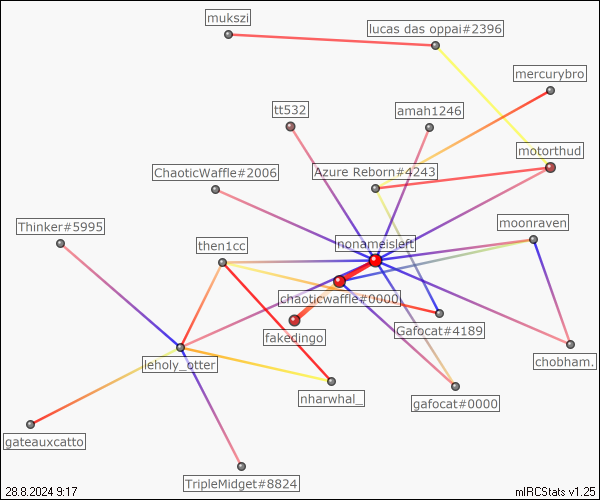 mukszi
lucas das oppai#2396
mercurybro
tt532
amah1246
motorthud
ChaoticWaffle#2006
Azure Reborn#4243
Thinker#5995
moonraven
then1cc
nonameisleft
chaoticwaffle#0000
fakedingo
Gafocat#4189
leholy_otter
chobham.
nharwhal_
gafocat#0000
gateauxcatto
TripleMidget#8824
28.8.2024 9:17
mIRCStats v1.25